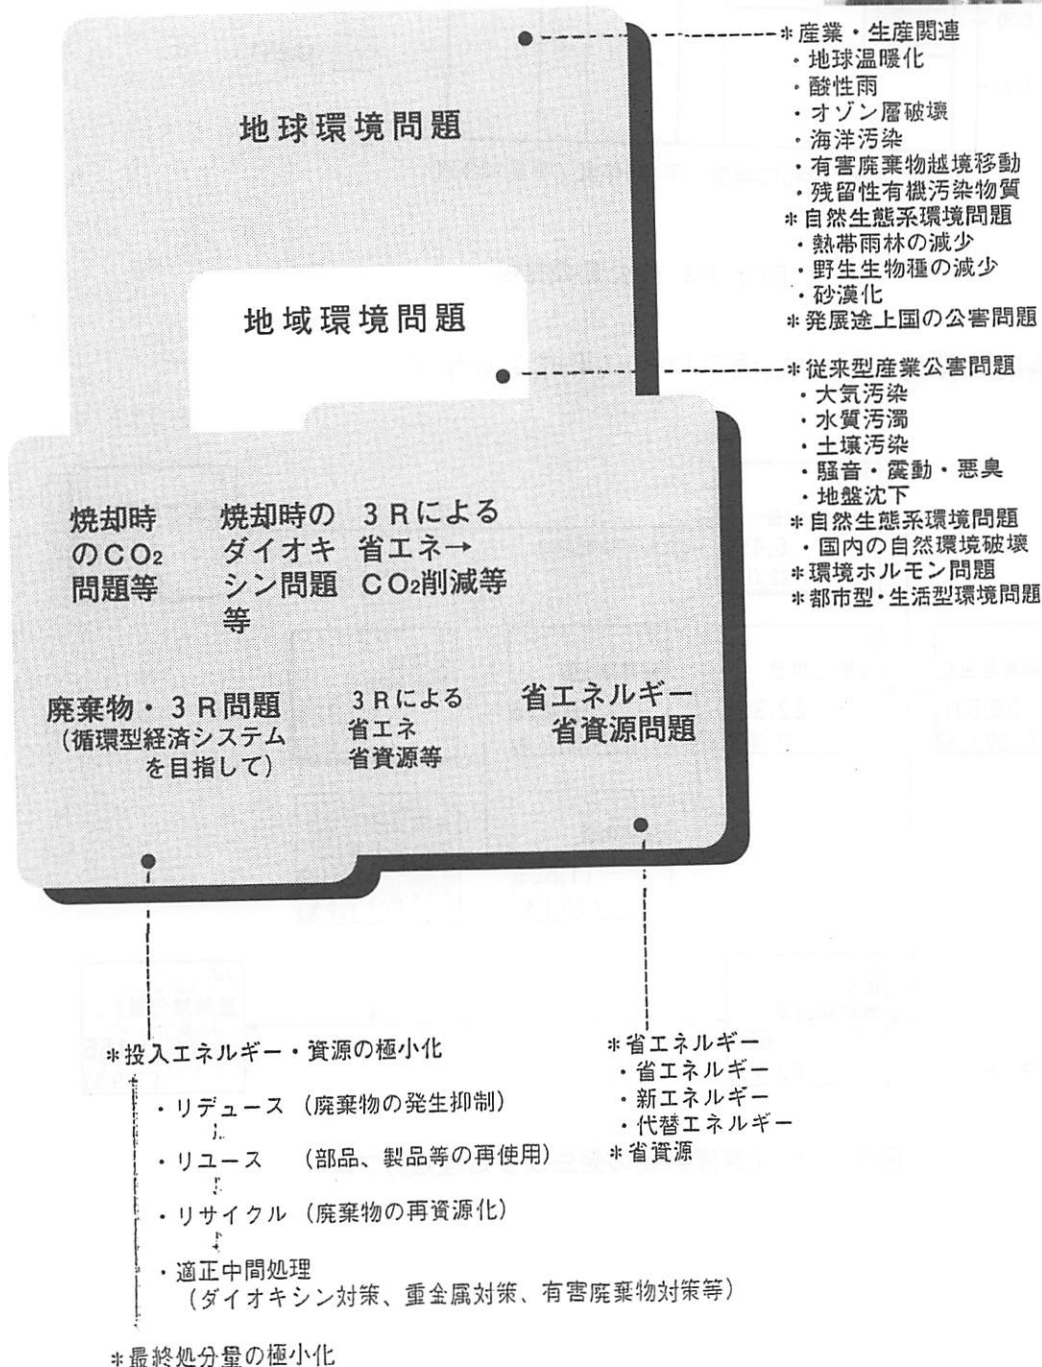 地球環境問題
地域環境問題
焼却時
のCO₂
問題等
焼却時の
ダイオキ
シン問題
等
3Rによる
省エネ→
CO₂削減等
廃棄物・3R問題
(循環型経済システム
を目指して)
3Rによる
省エネ
省資源等
省エネルギー
省資源問題
*産業・生産関連
・地球温暖化
・酸性雨
・オゾン層破壊
・海洋汚染
・有害廃棄物越境移動
・残留性有機汚染物質
*自然生態系環境問題
・熱帯雨林の減少
・野生生物種の減少
・砂漠化
*発展途上国の公害問題
*従来型産業公害問題
・大気汚染
・水質汚濁
・土壌汚染
・騒音・震動・悪臭
・地盤沈下
*自然生態系環境問題
・国内の自然環境破壊
*環境ホルモン問題
*都市型・生活型環境問題
*投入エネルギー・資源の極小化
・リデュース (廃棄物の発生抑制)
・リユース (部品、製品等の再使用)
・リサイクル (廃棄物の再資源化)
・適正中間処理
(ダイオキシン対策、重金属対策、有害廃棄物対策等)
*最終処分量の極小化
*省エネルギー
・省エネルギー
・新エネルギー
・代替エネルギー
*省資源